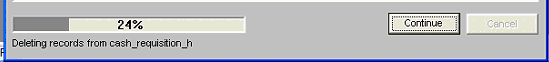 24%
Continue
Cancel
Deleting records from cash_requisition_h